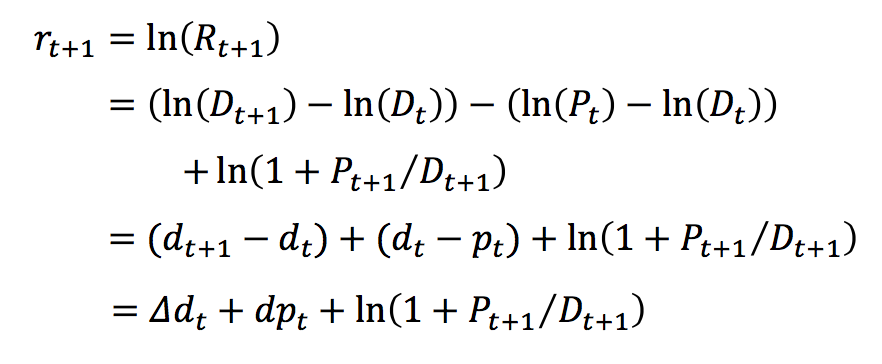 r_{t+1} = ln(R_{t+1})
= (ln(D_{t+1}) − ln(D_t)) − (ln(P_t) − ln(D_t))
+ ln(1 + P_{t+1}/D_{t+1})
= (d_{t+1} − d_t) + (d_t − p_t) + ln(1 + P_{t+1}/D_{t+1})
= Δd_t + dp_t + ln(1 + P_{t+1}/D_{t+1})